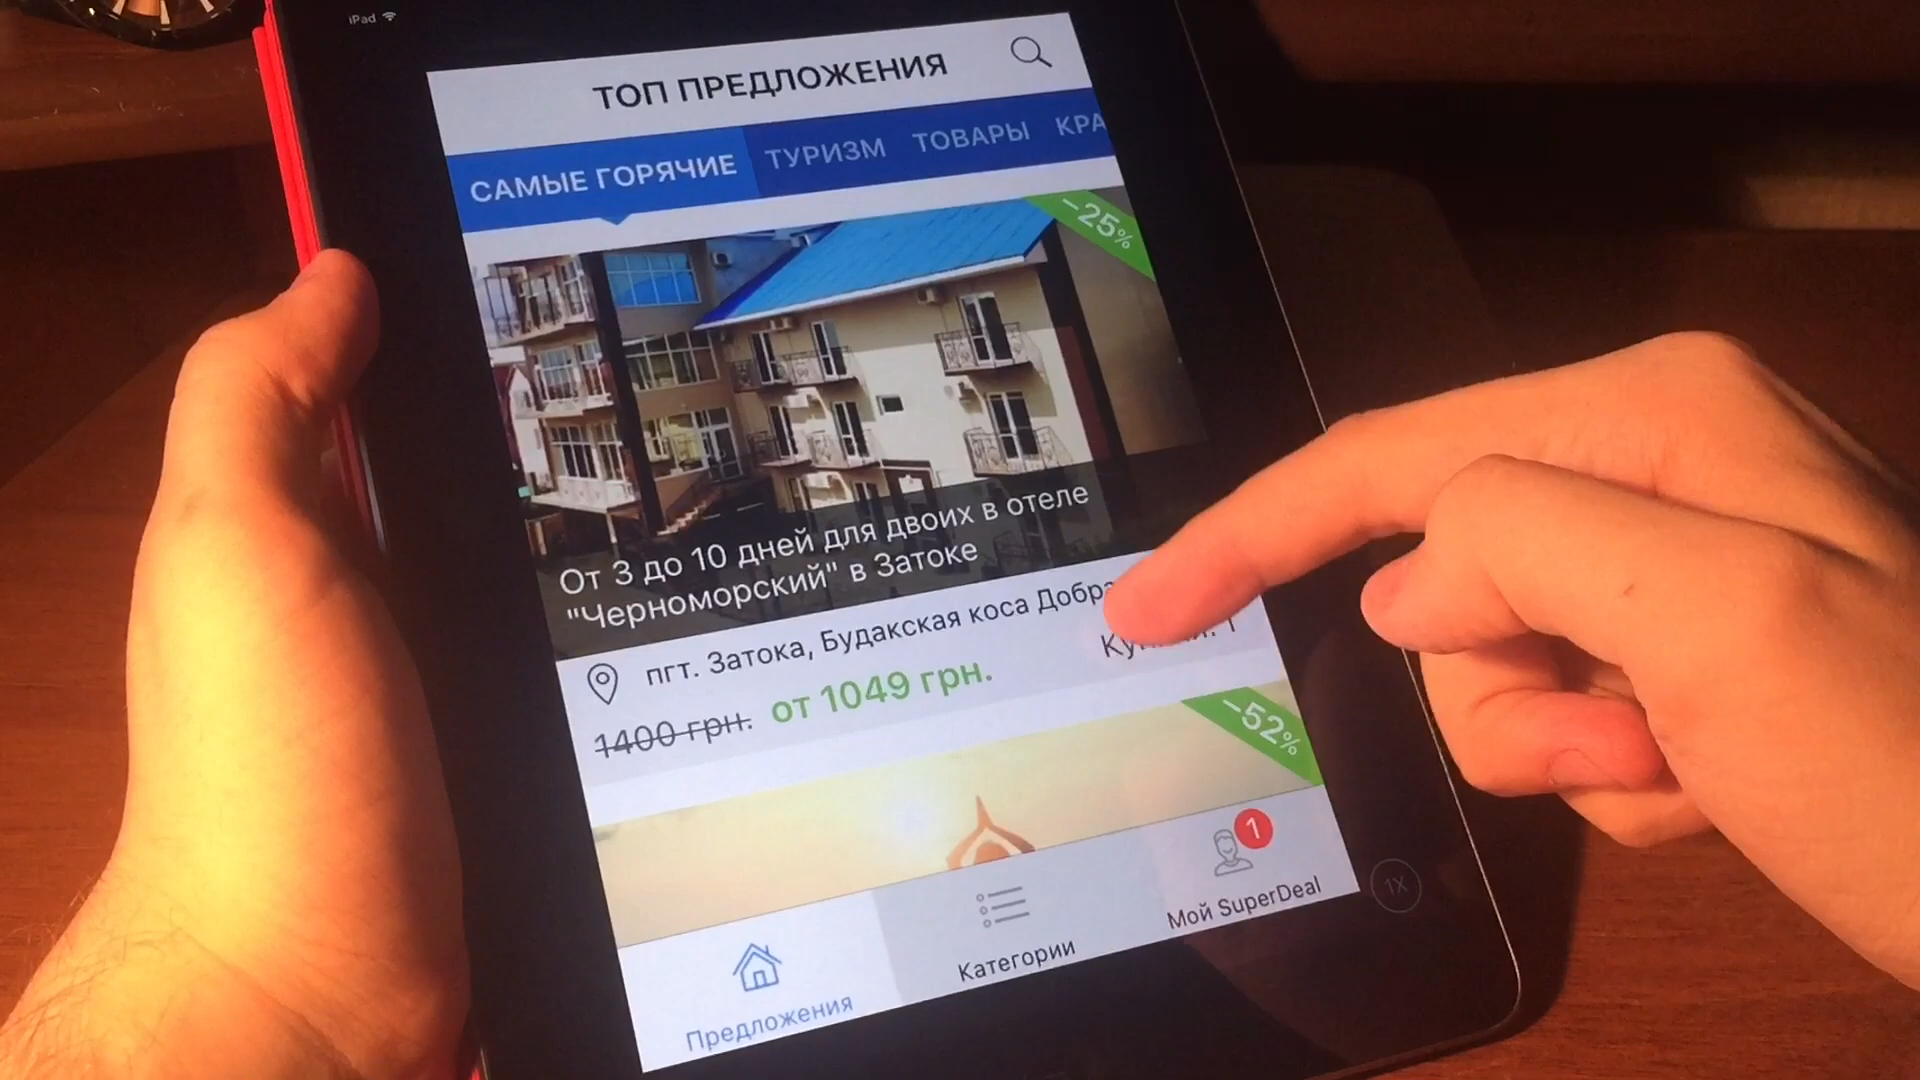 iPad
ТОП ПРЕДЛОЖЕНИЯ
САМЫЕ ГОРЯЧИЕ ТУРИЗМ ТОВАРЫ КРА
-25%
От 3 до 10 дней для двоих в отеле
"Черноморский" в Затоке
пгт. Затока, Будакская коса Добра
1400 грн. от 1049 грн.
-52%
1
Предложения Категории Мой SuperDeal
1X